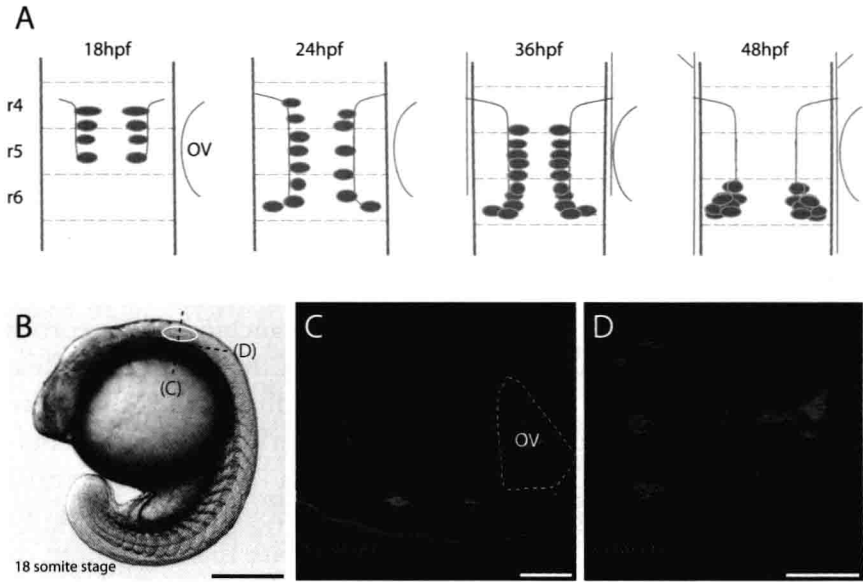 A
18hpf 24hpf 36hpf 48hpf
r4
r5 OV
r6
B C D
(D)
(C)
OV
18 somite stage